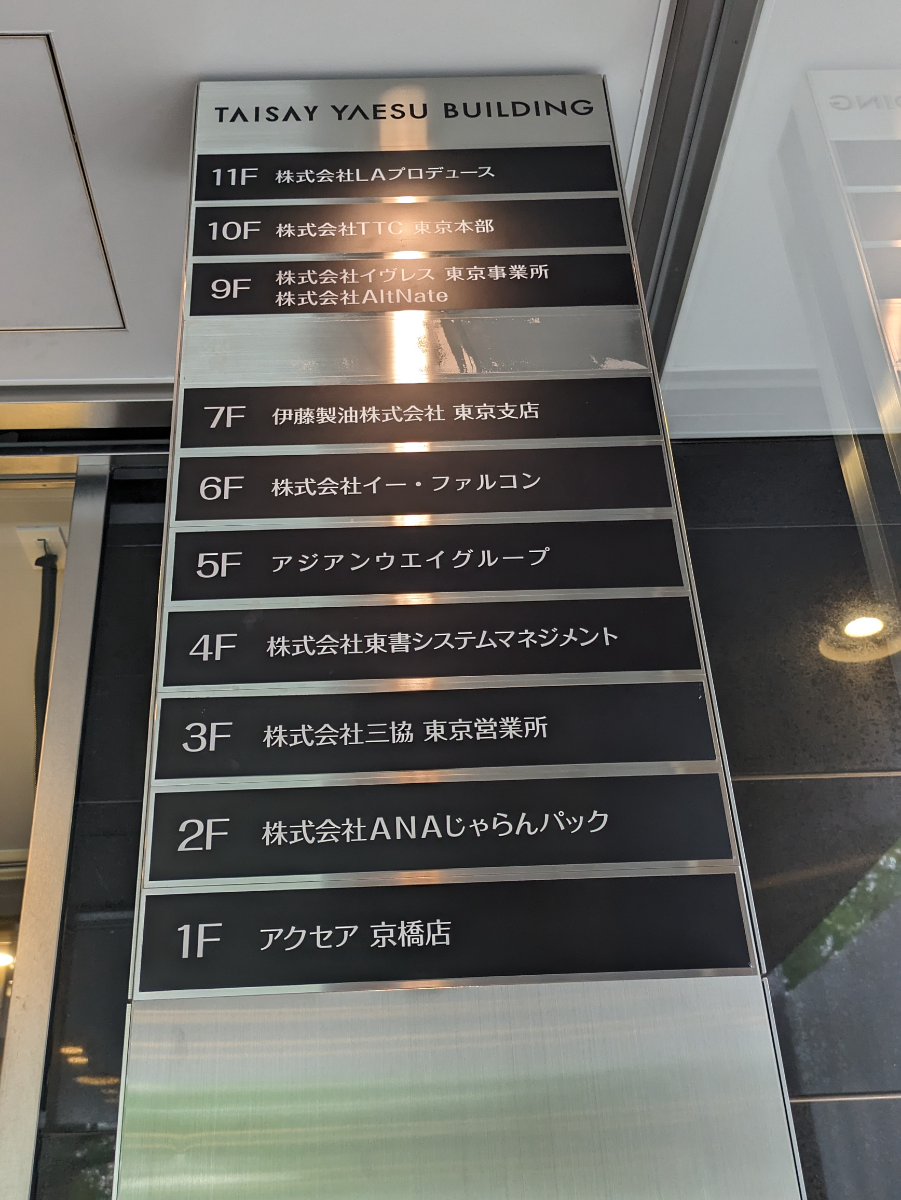 TAISAY YAESU BUILDING
11F 株式会社LAプロデュース
10F 株式会社TTC 東京本部
9F 株式会社イヴレス 東京事業所
株式会社AltNate
7F 伊藤製油株式会社 東京支店
6F 株式会社イー・ファルコン
5F アジアンウエイグループ
4F 株式会社東書システムマネジメント
3F 株式会社三協 東京営業所
2F 株式会社ANAじゃらんパック
1F アクセア 京橋店